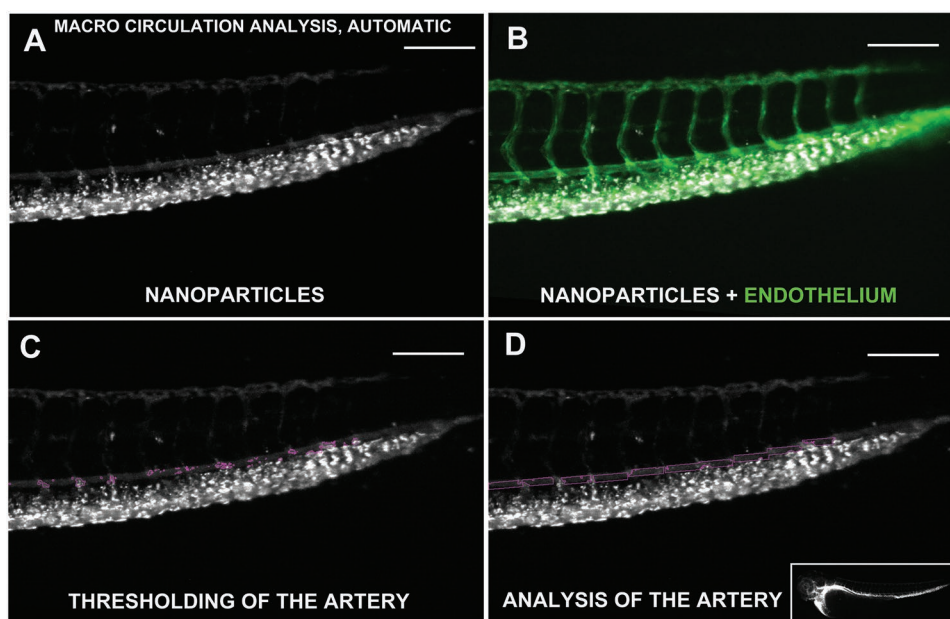 A
MACRO CIRCULATION ANALYSIS, AUTOMATIC
NANOPARTICLES
B
NANOPARTICLES + ENDOTHELIUM
C
THRESHOLDING OF THE ARTERY
D
ANALYSIS OF THE ARTERY